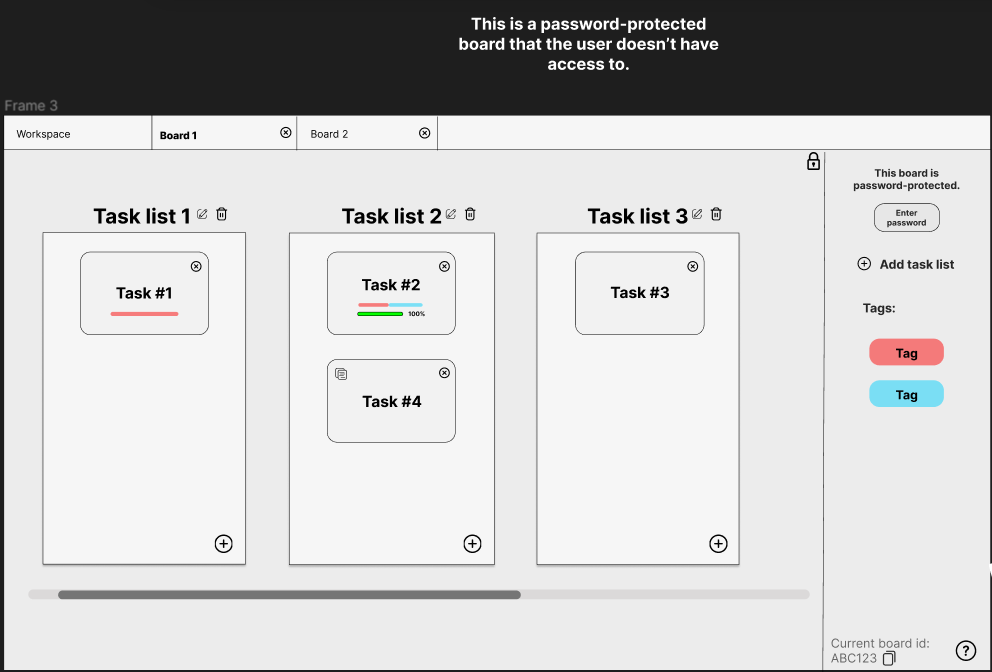 This is a password-protected
board that the user doesn't have
access to.
Frame 3
Workspace
Board 1
Board 2
This board is
password-protected.
Enter
password
Task list 1
Task list 2
Task list 3
Add task list
Task #1
Task #2
100%
Task #3
Tags:
Tag
Tag
Task #4
Current board id:
ABC123
?